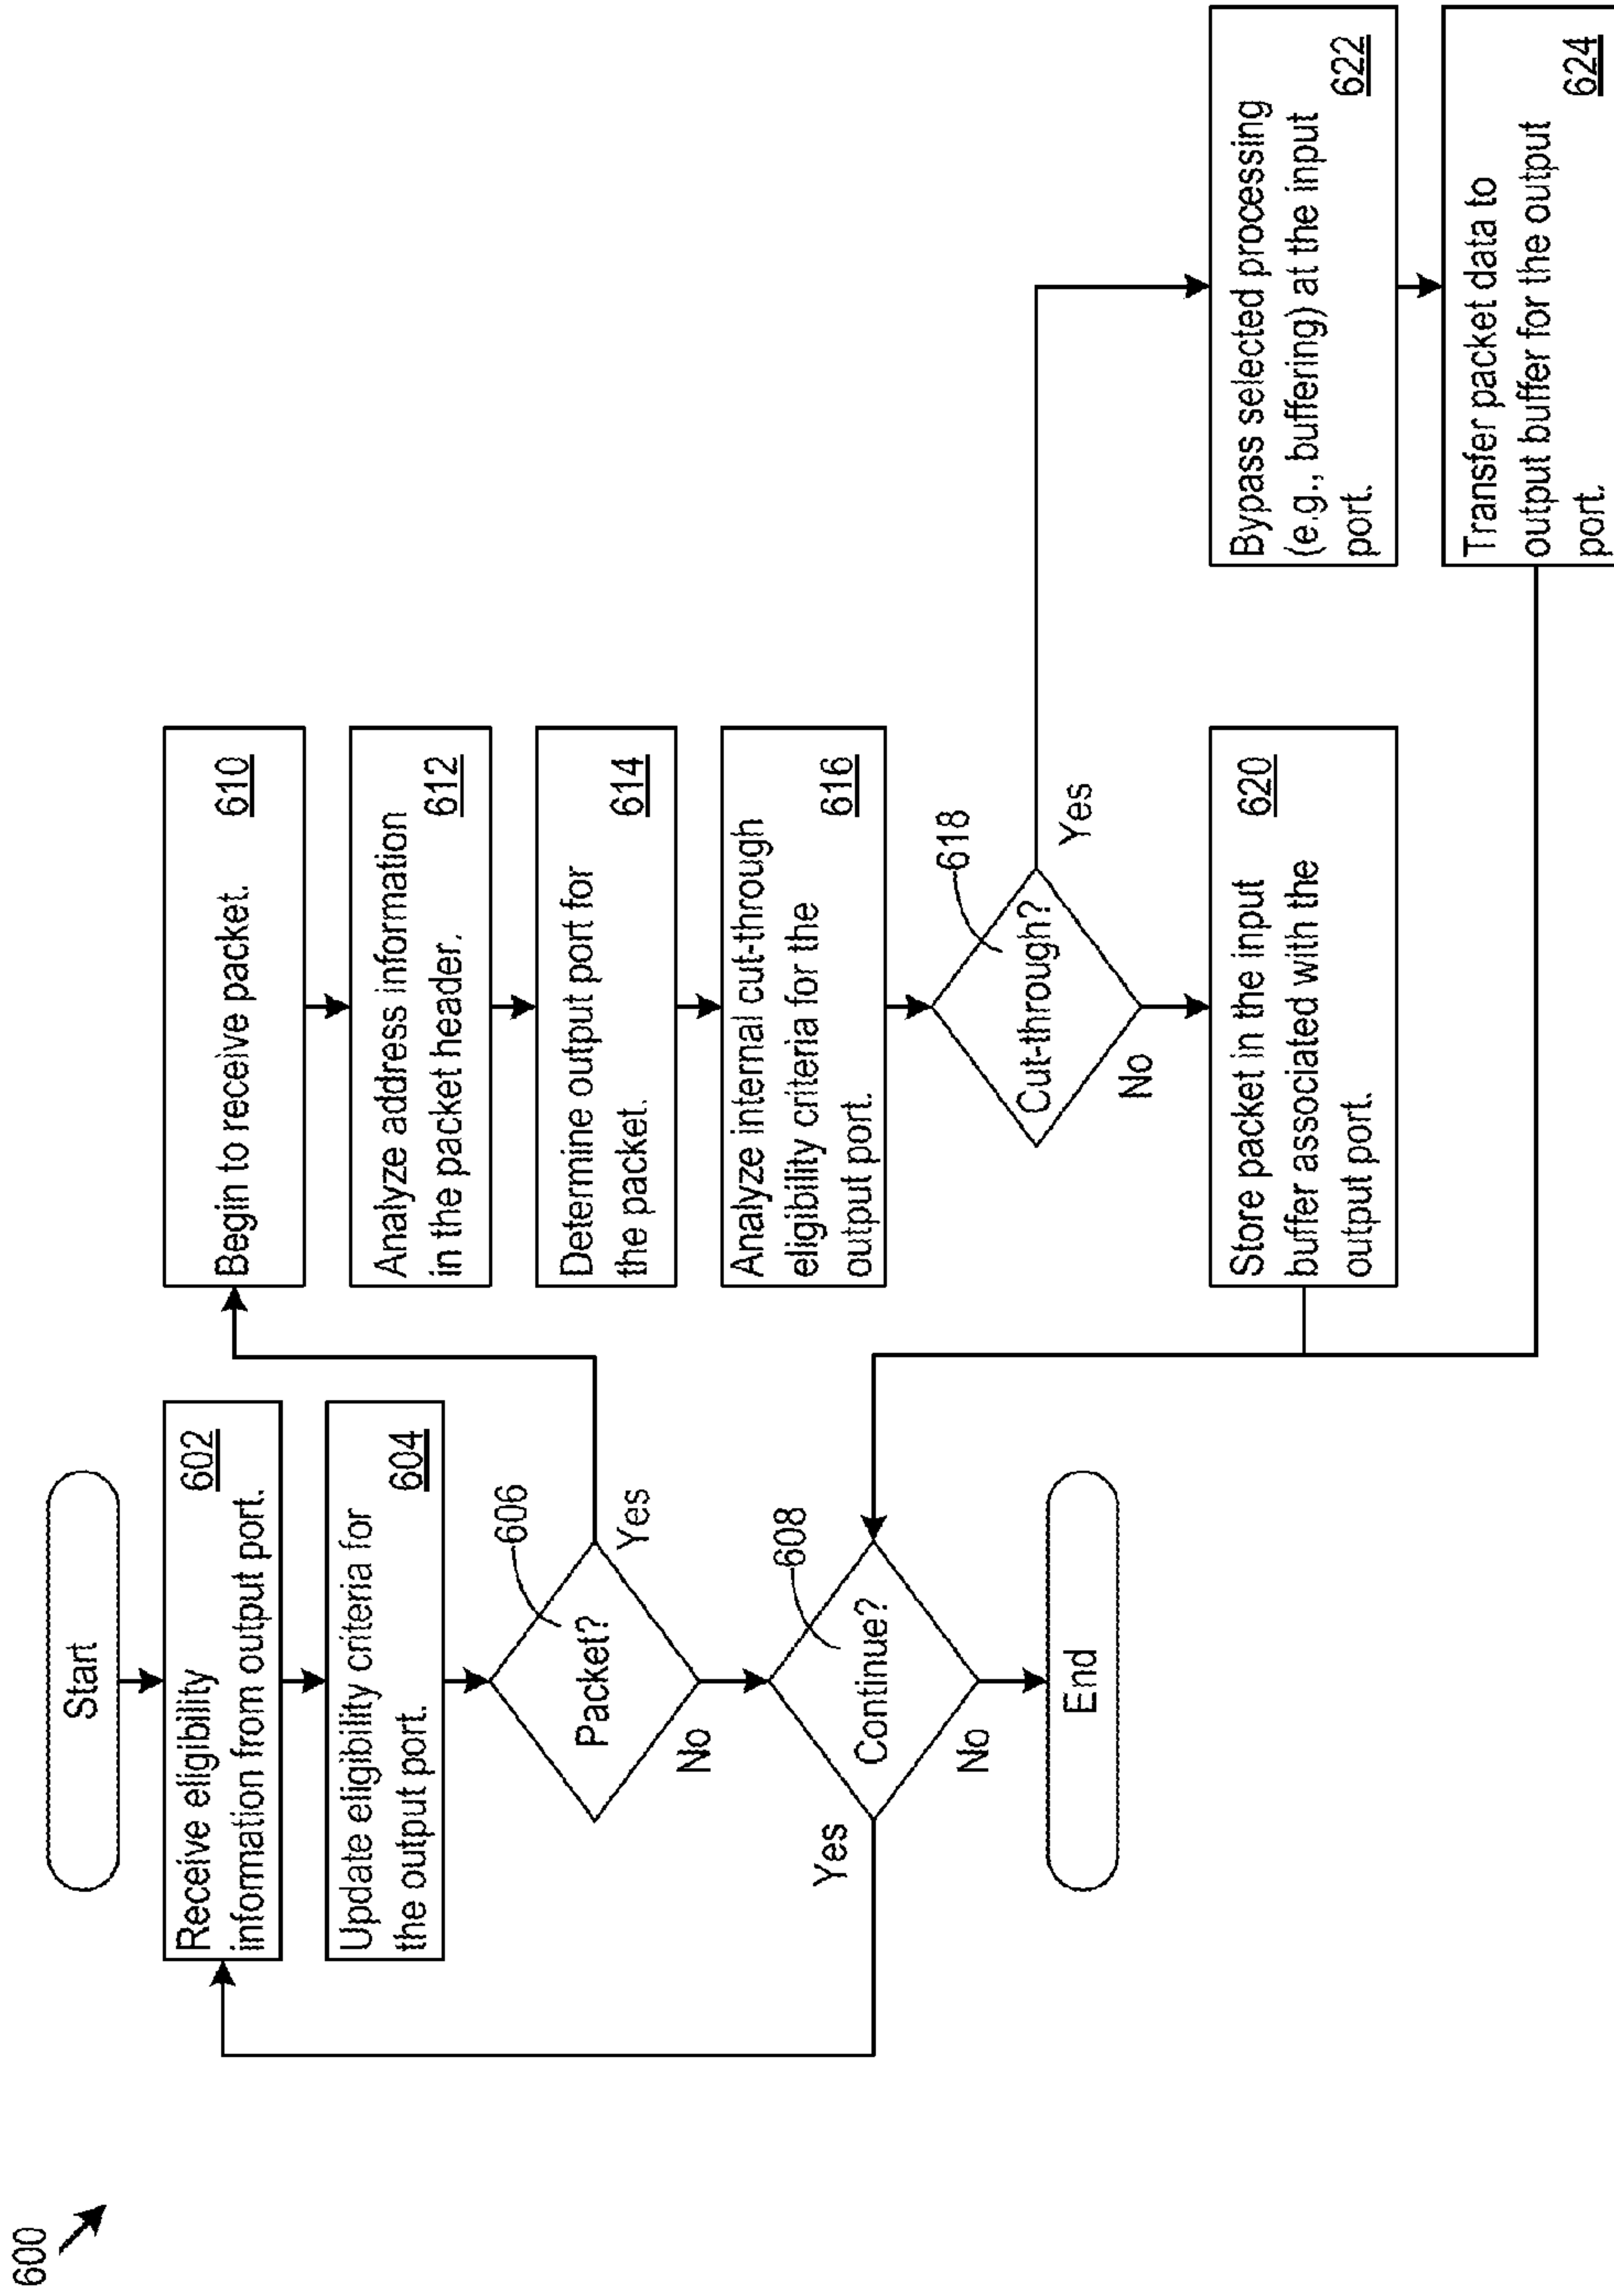 600
Start
Receive eligibility
information from output port.
602
Update eligibility criteria for
the output port.
604
606
Packet?
Yes
No
608
Continue?
Yes
No
End
Begin to receive packet.
610
Analyze address information
in the packet header.
612
Determine output port for
the packet.
614
Analyze internal cut-through
eligibility criteria for the
output port.
616
618
Cut-through?
Yes
No
Store packet in the input
buffer associated with the
output port.
620
Bypass selected processing
(e.g., buffering) at the input
port.
622
Transfer packet data to
output buffer for the output
port.
624